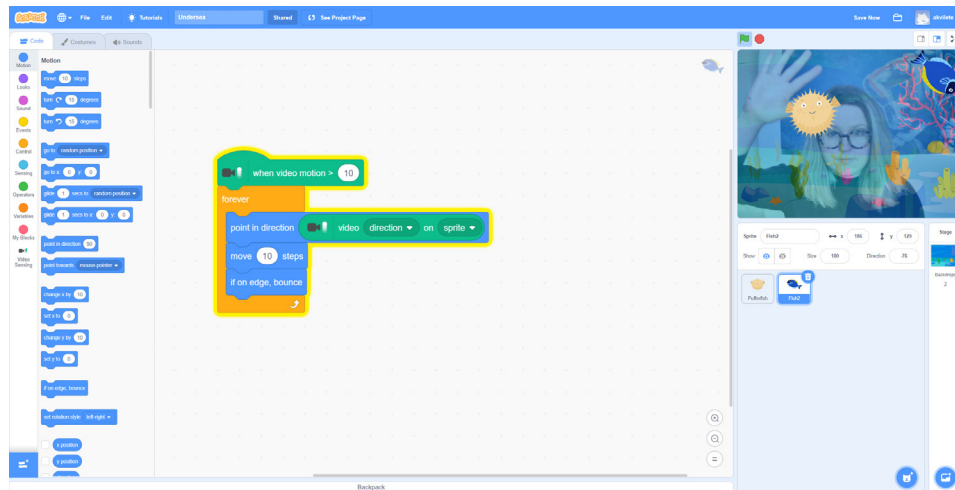 SCRATCH File Edit Tutorials Undersea Shared See Project Page Save Now akvilete
Code Costumes Sounds
Motion
Looks
Sound
Events
Control
Sensing
Operators
Variables
My Blocks
Video
Sensing
Motion
move 10 steps
turn 15 degrees
turn 15 degrees
go to random position
go to x: 0 y: 0
glide 1 secs to random position
glide 1 secs to x: 0 y: 0
point in direction 90
point towards mouse-pointer
change x by 10
set x to 0
change y by 10
set y to 0
if on edge, bounce
set rotation style left-right
x position
y position
when video motion > 10
forever
point in direction video direction on sprite
move 10 steps
if on edge, bounce
Backpack
Sprite Fish2 x 186 y 139
Show Size 100 Direction -76
Pufferfish Fish2
Stage
Backdrops
2